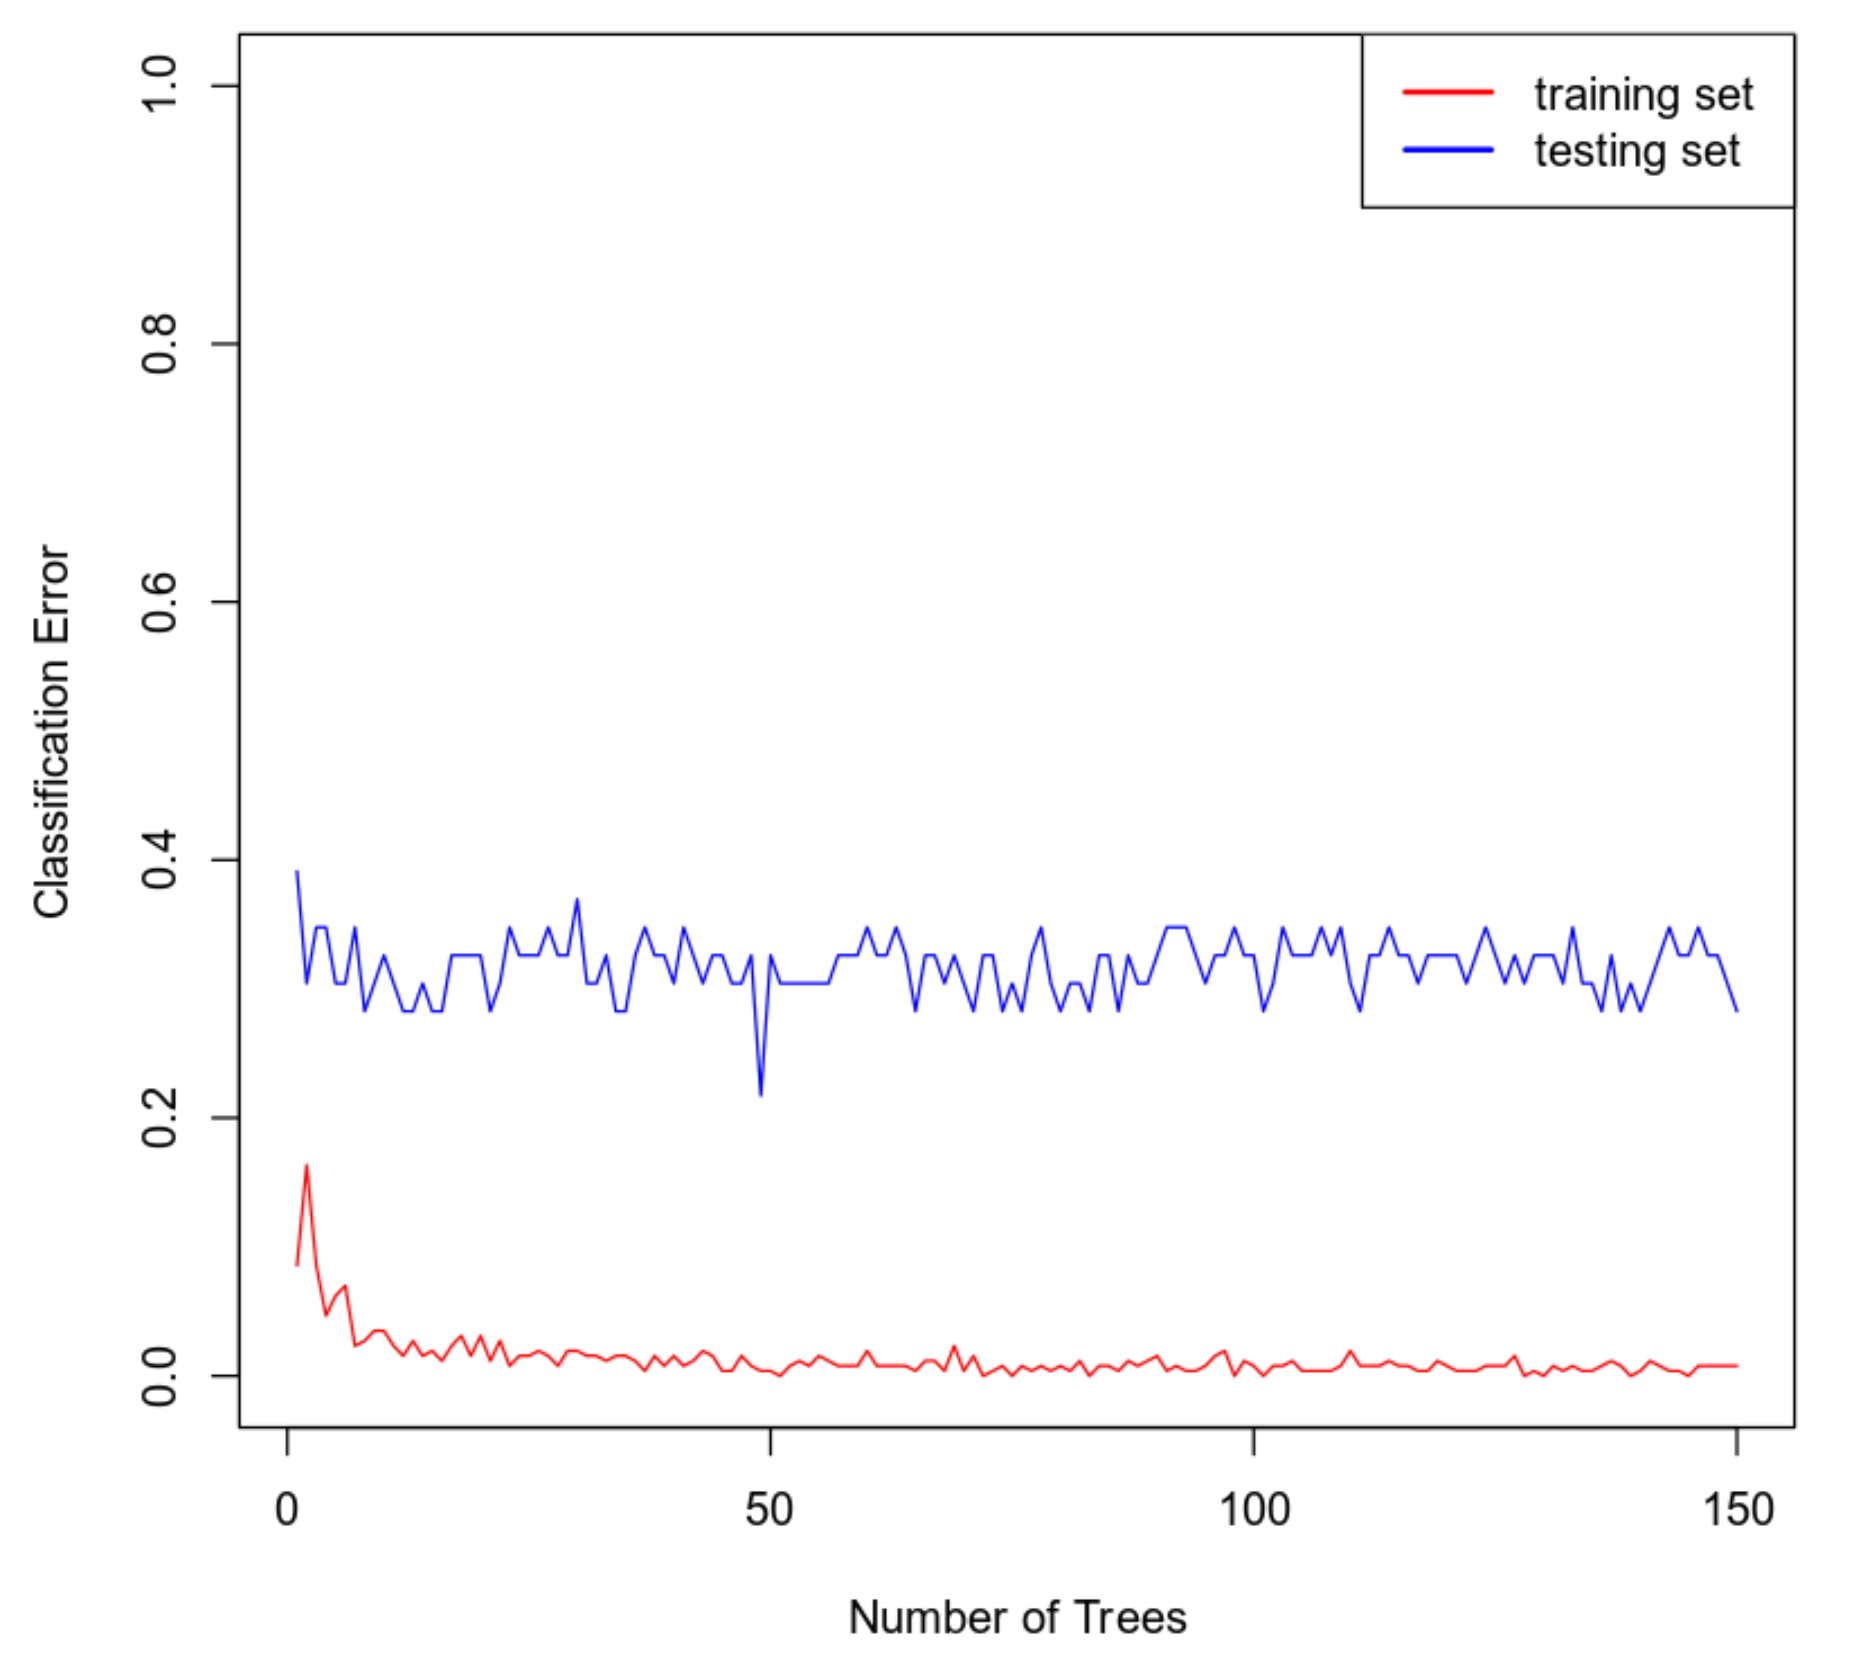 training set
testing set
1.0
0.8
0.6
0.4
0.2
0.0
Classification Error
0 50 100 150
Number of Trees